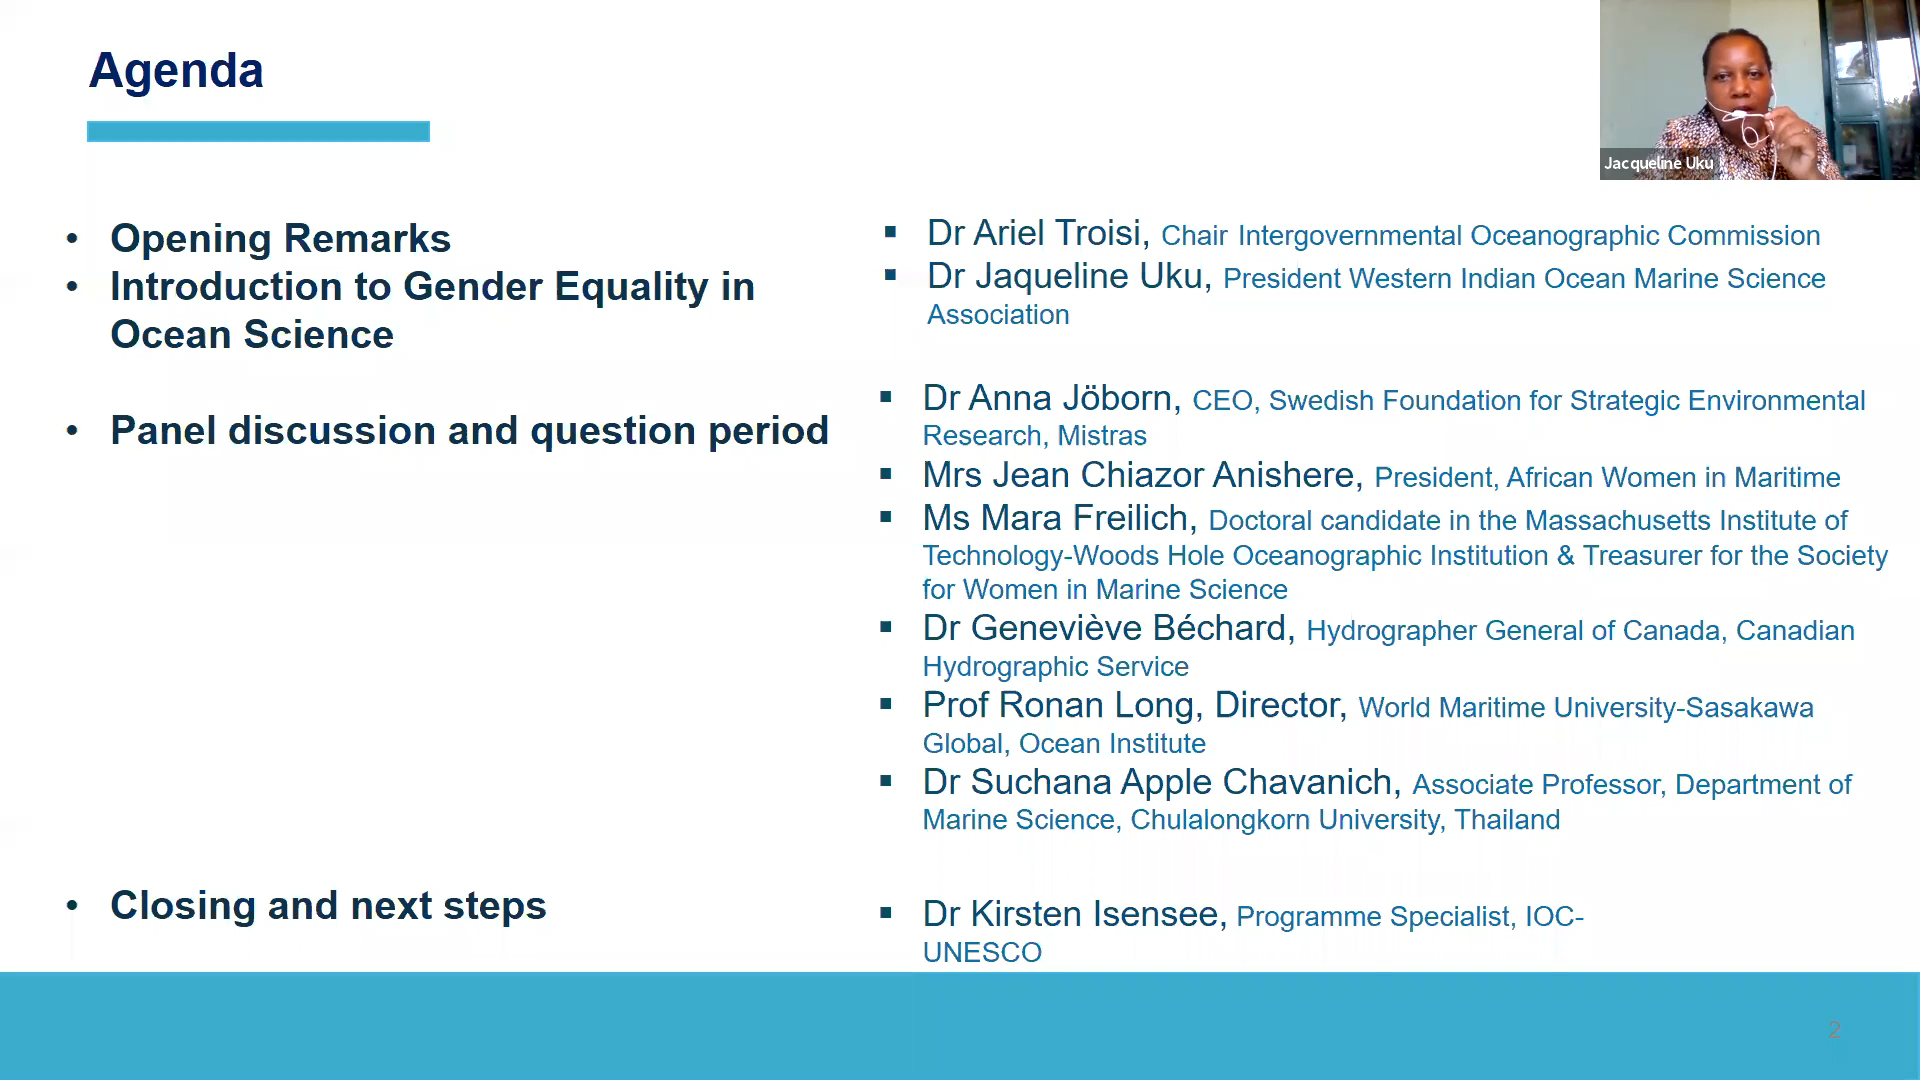 Agenda
Jacqueline Uku
• Opening Remarks
• Introduction to Gender Equality in
Ocean Science
• Panel discussion and question period
• Closing and next steps
▪ Dr Ariel Troisi, Chair Intergovernmental Oceanographic Commission
▪ Dr Jaqueline Uku, President Western Indian Ocean Marine Science
Association
▪ Dr Anna Jöborn, CEO, Swedish Foundation for Strategic Environmental
Research, Mistras
▪ Mrs Jean Chiazor Anishere, President, African Women in Maritime
▪ Ms Mara Freilich, Doctoral candidate in the Massachusetts Institute of
Technology-Woods Hole Oceanographic Institution & Treasurer for the Society
for Women in Marine Science
▪ Dr Geneviève Béchard, Hydrographer General of Canada, Canadian
Hydrographic Service
▪ Prof Ronan Long, Director, World Maritime University-Sasakawa
Global, Ocean Institute
▪ Dr Suchana Apple Chavanich, Associate Professor, Department of
Marine Science, Chulalongkorn University, Thailand
▪ Dr Kirsten Isensee, Programme Specialist, IOC-
UNESCO
2